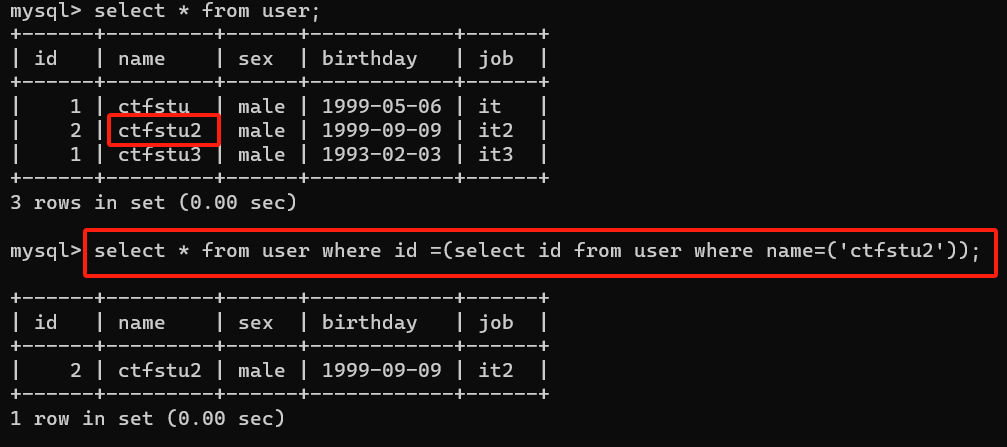 mysql> select * from user;
+------+---------+------+------------+------+
| id   | name    | sex  | birthday   | job  |
+------+---------+------+------------+------+
|    1 | ctfstu  | male | 1999-05-06 | it   |
|    2 | ctfstu2 | male | 1999-09-09 | it2  |
|    1 | ctfstu3 | male | 1993-02-03 | it3  |
+------+---------+------+------------+------+
3 rows in set (0.00 sec)
mysql> select * from user where id =(select id from user where name=('ctfstu2'));
+------+---------+------+------------+------+
| id   | name    | sex  | birthday   | job  |
+------+---------+------+------------+------+
|    2 | ctfstu2 | male | 1999-09-09 | it2  |
+------+---------+------+------------+------+
1 row in set (0.00 sec)